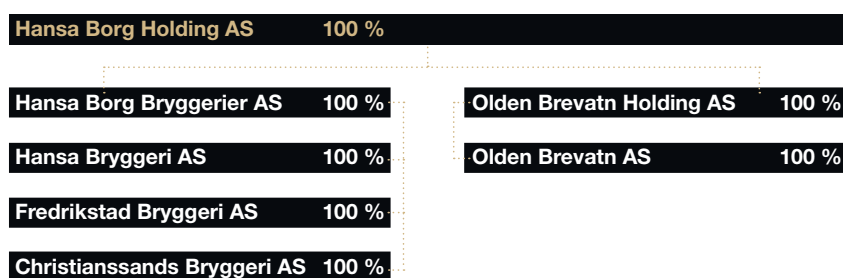 Hansa Borg Holding AS 100 %
Hansa Borg Bryggerier AS 100 %
Olden Brevatn Holding AS 100 %
Hansa Bryggeri AS 100 %
Olden Brevatn AS 100 %
Fredrikstad Bryggeri AS 100 %
Christianssands Bryggeri AS 100 %